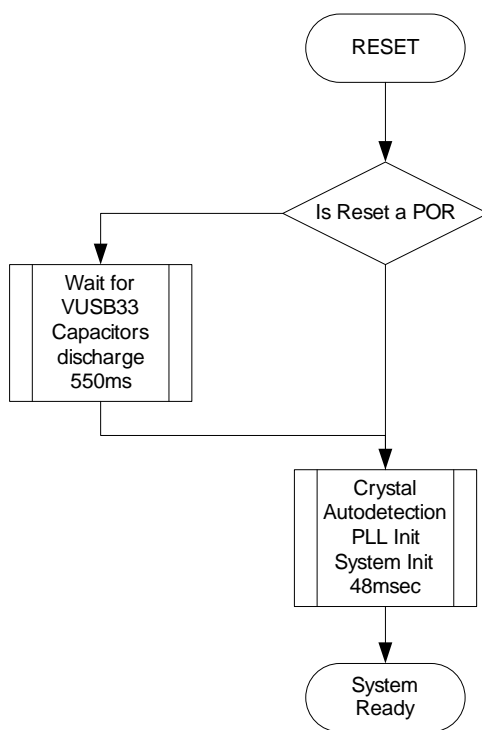 RESET
Is Reset a POR
Wait for
VUSB33
Capacitors
discharge
550ms
Crystal
Autodetection
PLL Init
System Init
48msec
System
Ready